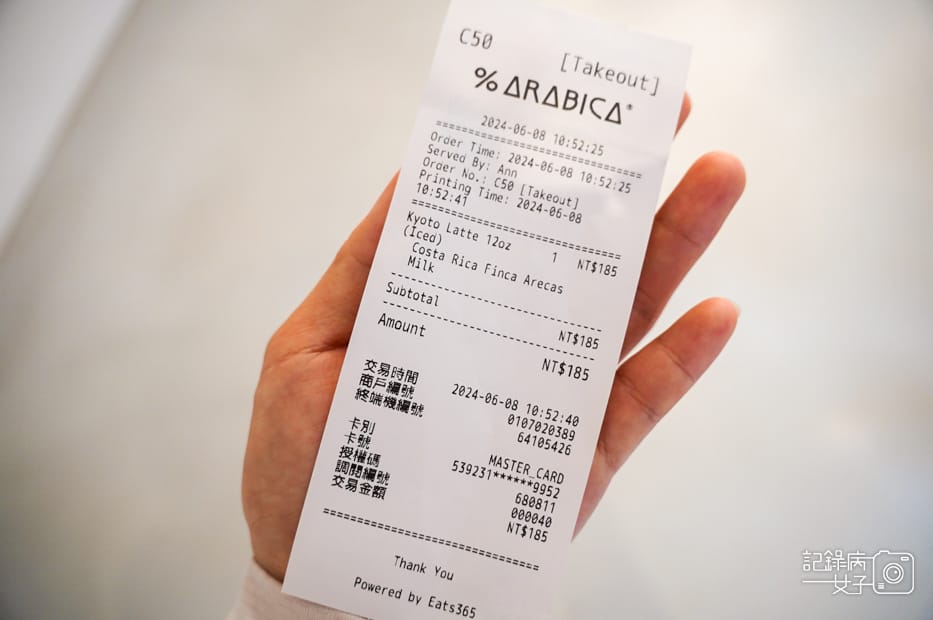 C50
[Takeout]
% ARABICA®
2024-06-08 10:52:25
Order Time: 2024-06-08 10:52:25
Served By: Ann
Order No.: C50 [Takeout]
Printing Time: 2024-06-08
10:52:41
Kyoto Latte 12oz 1 NT$185
(Iced)
Costa Rica Finca Arecas
Milk
Subtotal NT$185
Amount NT$185
交易時間 2024-06-08 10:52:40
商戶編號 0107020389
終端機編號 64105426
卡別 MASTER_CARD
卡號 539231******9952
授權碼 680811
調閱編號 000040
交易金額 NT$185
Thank You
Powered by Eats365
記錄病
女子